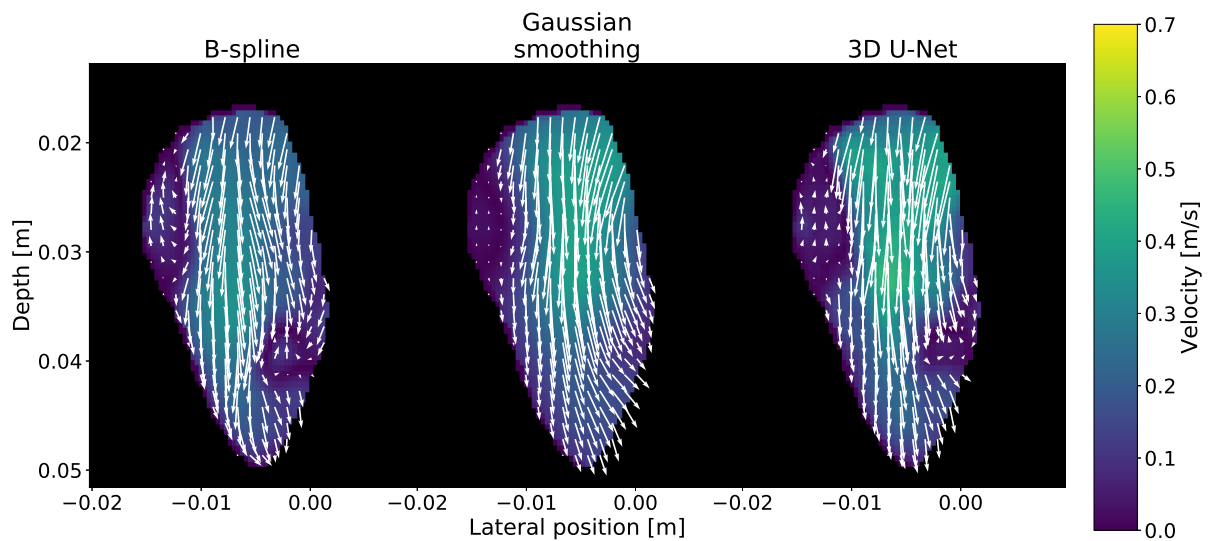 B-spline
Gaussian
smoothing
3D U-Net
Depth [m]
0.02
0.03
0.04
0.05
−0.02 −0.01 0.00 −0.02 −0.01 0.00 −0.02 −0.01 0.00
Lateral position [m]
0.7
0.6
0.5
0.4
0.3
0.2
0.1
0.0
Velocity [m/s]